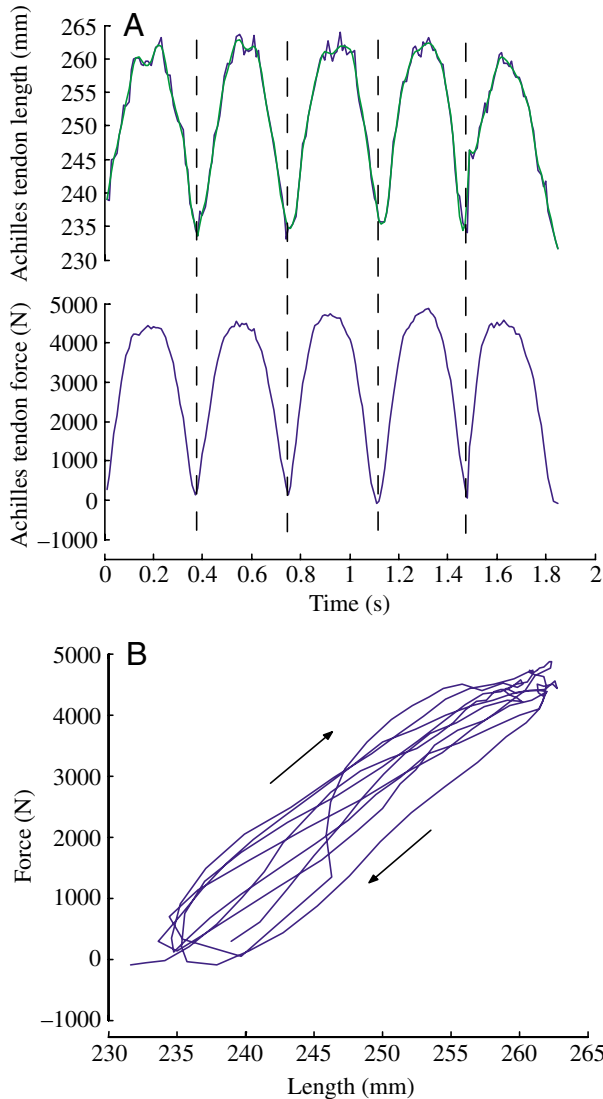 A
Achilles tendon length (mm)
265
260
255
250
245
240
235
230
Achilles tendon force (N)
5000
4000
3000
2000
1000
0
–1000
0 0.2 0.4 0.6 0.8 1 1.2 1.4 1.6 1.8 2
Time (s)
B
Force (N)
5000
4000
3000
2000
1000
0
–1000
230 235 240 245 250 255 260 265
Length (mm)